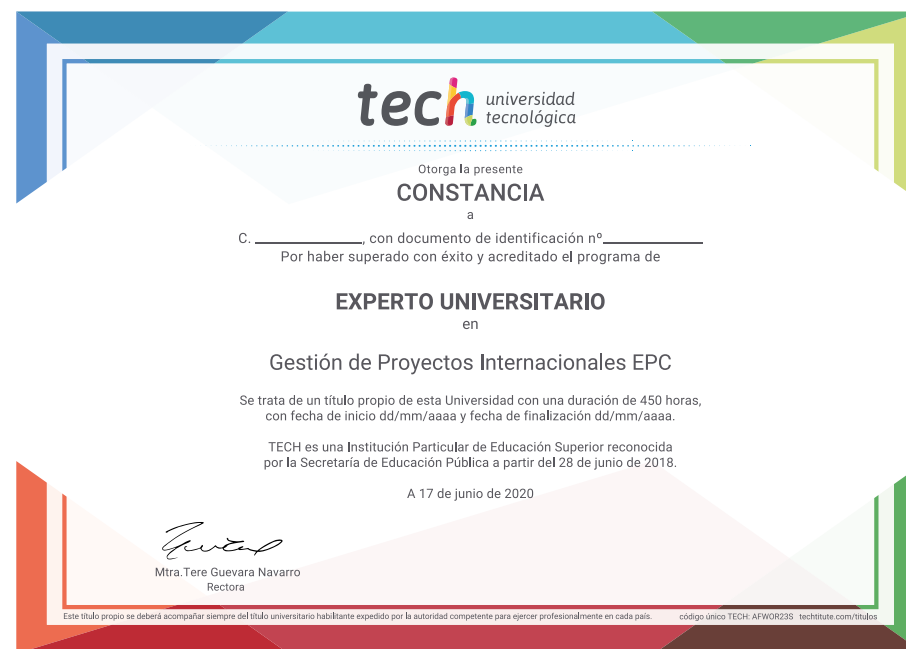 tech universidad
tecnológica
Otorga la presente
CONSTANCIA
a
C. ____________, con documento de identificación nº____________
Por haber superado con éxito y acreditado el programa de
EXPERTO UNIVERSITARIO
en
Gestión de Proyectos Internacionales EPC
Se trata de un título propio de esta Universidad con una duración de 450 horas,
con fecha de inicio dd/mm/aaaa y fecha de finalización dd/mm/aaaa.
TECH es una Institución Particular de Educación Superior reconocida
por la Secretaría de Educación Pública a partir del 28 de junio de 2018.
A 17 de junio de 2020
Mtra.Tere Guevara Navarro
Rectora
Este título propio se deberá acompañar siempre del título universitario habilitante expedido por la autoridad competente para ejercer profesionalmente en cada país. código único TECH: AFWOR23S techtitute.com/titulos